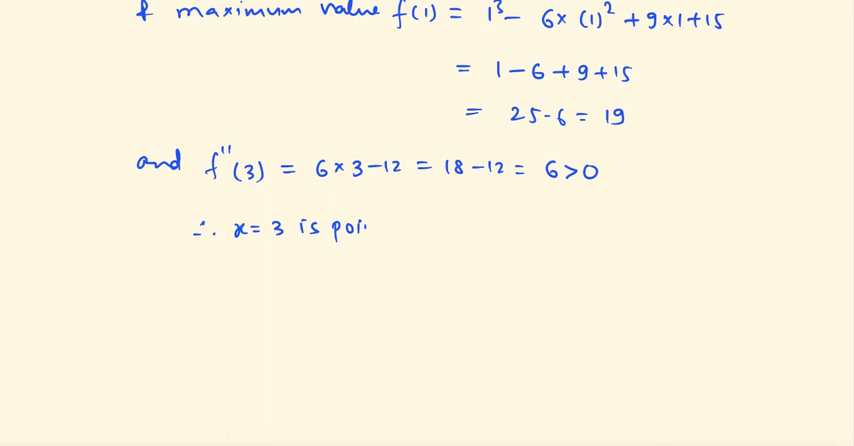 & maximum value f(1) = 1³ - 6× (1)² + 9×1+15
= 1-6+9+15
= 25-6 = 19
and f''(3) = 6×3-12 = 18-12 = 6>0
∴ x=3 is poi